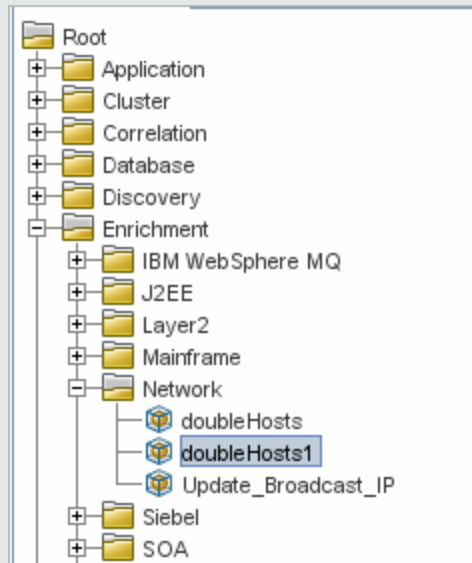 Root
Application
Cluster
Correlation
Database
Discovery
Enrichment
IBM WebSphere MQ
J2EE
Layer2
Mainframe
Network
doubleHosts
doubleHosts1
Update_Broadcast_IP
Siebel
SOA